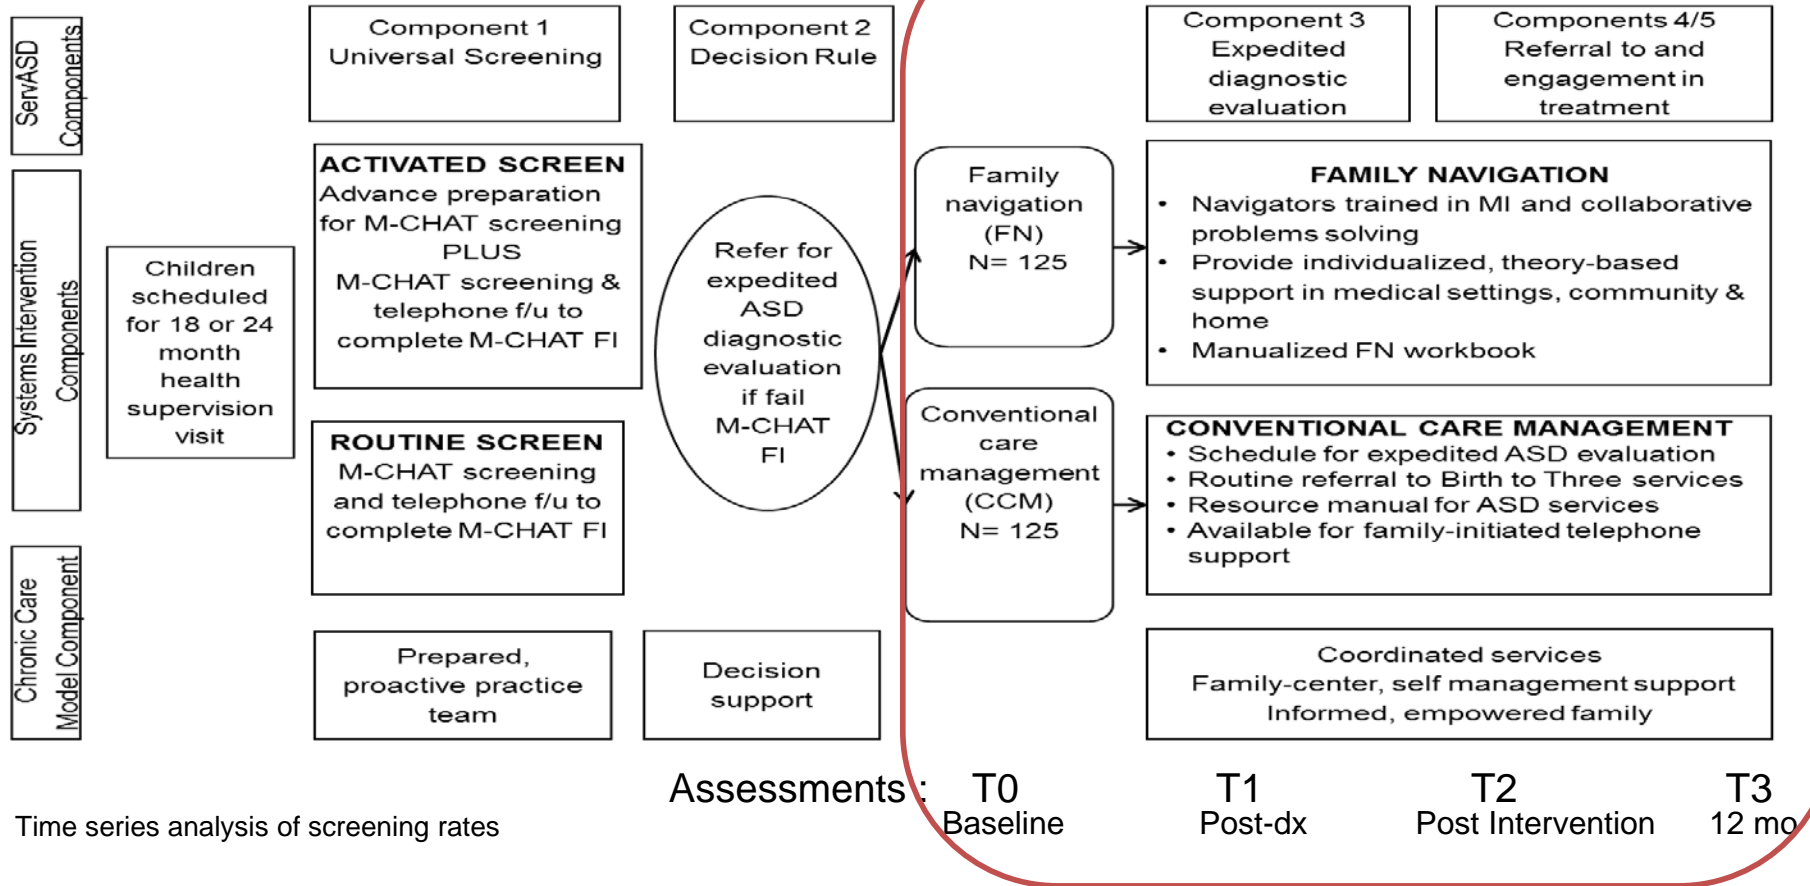 ServASD
Components
Component 1
Universal Screening
Component 2
Decision Rule
Component 3
Expedited
diagnostic
evaluation
Components 4/5
Referral to and
engagement in
treatment
Systems Intervention
Components
Children
scheduled
for 18 or 24
month
health
supervision
visit
ACTIVATED SCREEN
Advance preparation
for M-CHAT screening
PLUS
M-CHAT screening &
telephone f/u to
complete M-CHAT FI
ROUTINE SCREEN
M-CHAT screening
and telephone f/u to
complete M-CHAT FI
Refer for
expedited
ASD
diagnostic
evaluation
if fail
M-CHAT
FI
Family
navigation
(FN)
N= 125
Conventional
care
management
(CCM)
N= 125
FAMILY NAVIGATION
• Navigators trained in MI and collaborative
problems solving
• Provide individualized, theory-based
support in medical settings, community &
home
• Manualized FN workbook
CONVENTIONAL CARE MANAGEMENT
• Schedule for expedited ASD evaluation
• Routine referral to Birth to Three services
• Resource manual for ASD services
• Available for family-initiated telephone
support
Chronic Care
Model Component
Prepared,
proactive practice
team
Decision
support
Coordinated services
Family-center, self management support
Informed, empowered family
Assessments : T0 T1 T2 T3
Baseline Post-dx Post Intervention 12 mo
Time series analysis of screening rates